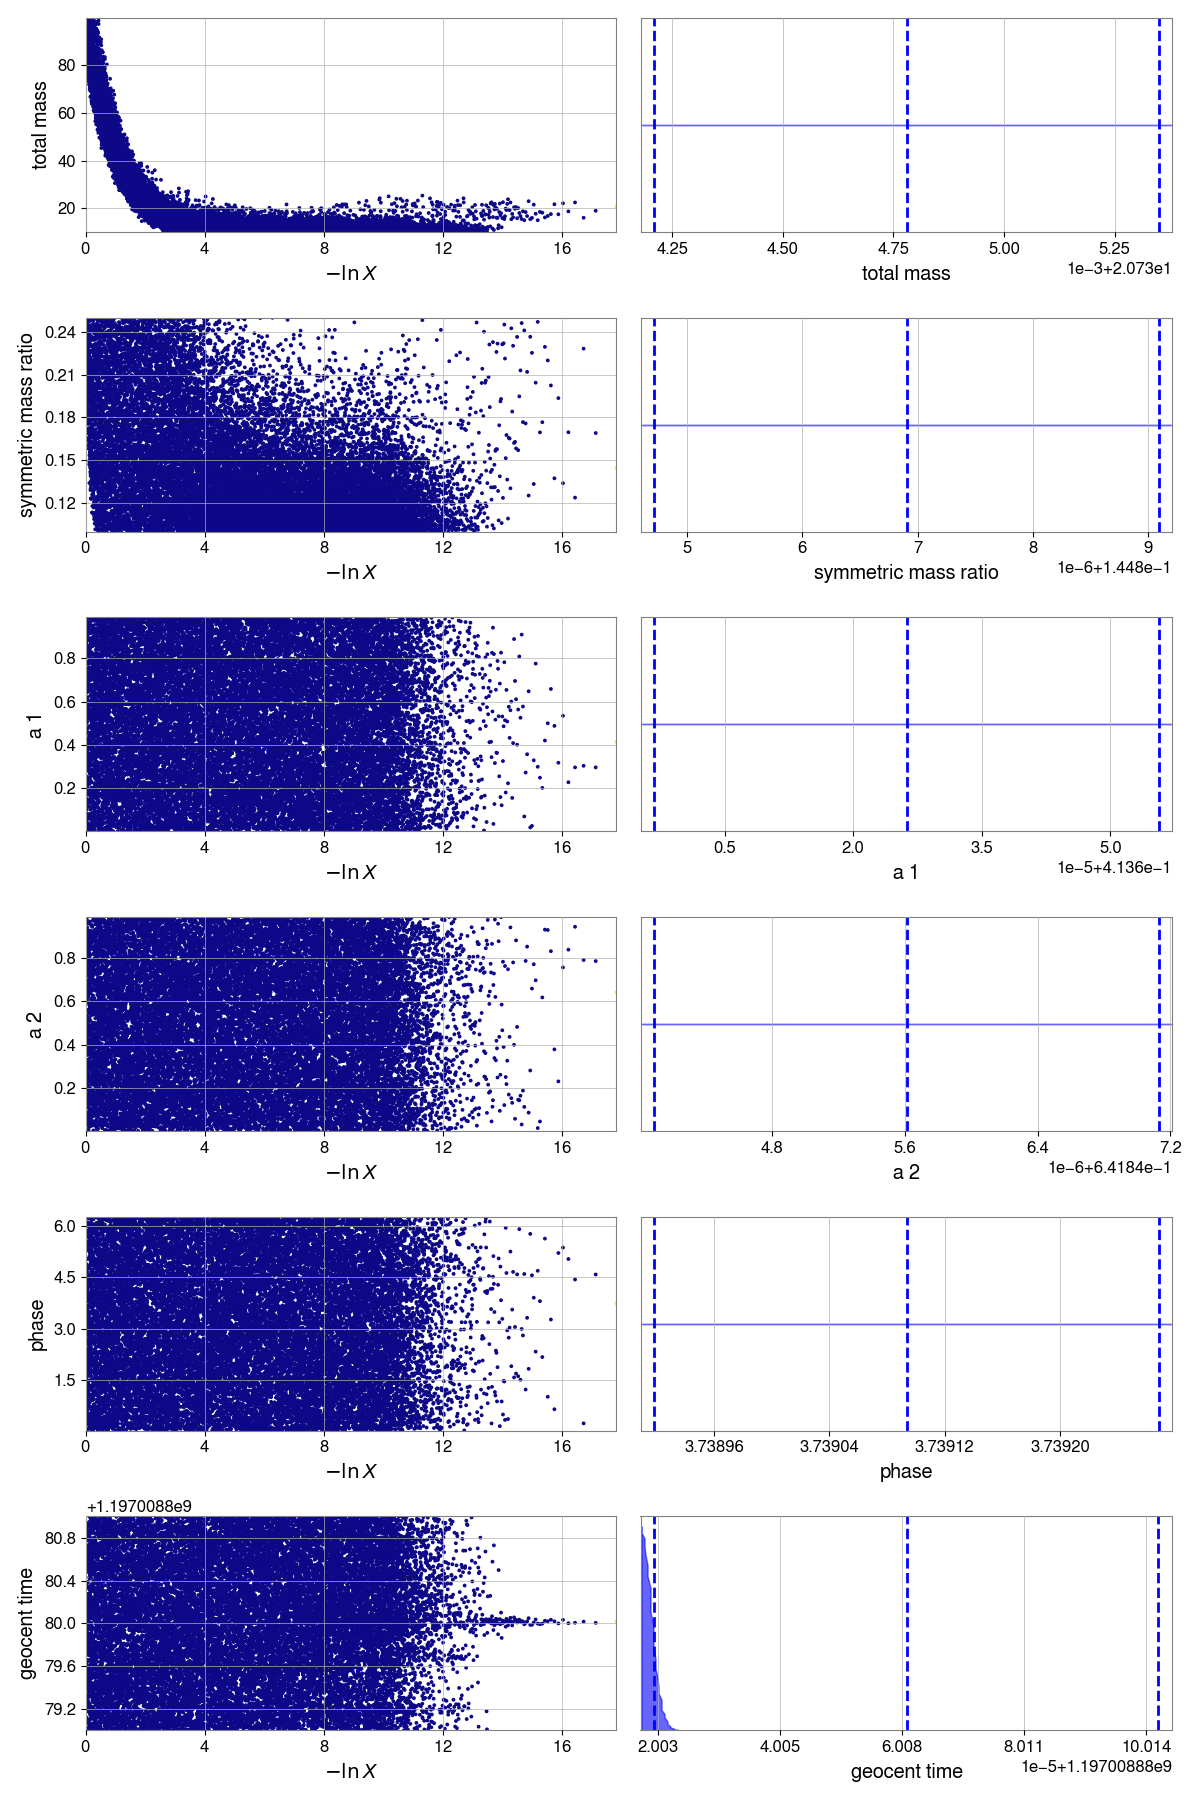 80
60
40
20
total mass
0 4 8 12 16
−ln X
4.25 4.50 4.75 5.00 5.25
1e−3+2.073e1
total mass
0.24
0.21
0.18
0.15
0.12
symmetric mass ratio
0 4 8 12 16
−ln X
5 6 7 8 9
1e−6+1.448e−1
symmetric mass ratio
0.8
0.6
0.4
0.2
a 1
0 4 8 12 16
−ln X
0.5 2.0 3.5 5.0
1e−5+4.136e−1
a 1
0.8
0.6
0.4
0.2
a 2
0 4 8 12 16
−ln X
4.8 5.6 6.4 7.2
1e−6+6.4184e−1
a 2
6.0
4.5
3.0
1.5
phase
0 4 8 12 16
−ln X
3.73896 3.73904 3.73912 3.73920
phase
+1.1970088e9
80.8
80.4
80.0
79.6
79.2
geocent time
0 4 8 12 16
−ln X
2.003 4.005 6.008 8.011 10.014
1e−5+1.19700888e9
geocent time